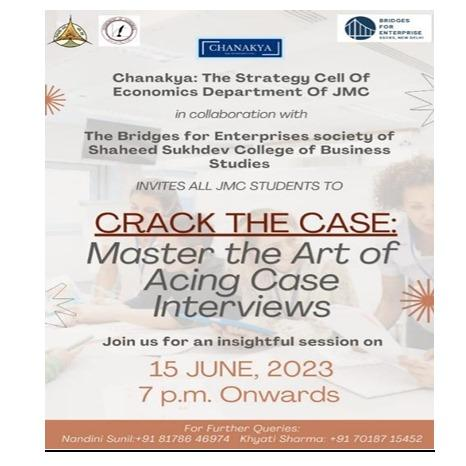 CHANAKYA
BRIDGES
FOR
ENTERPRISE
SSCBS, NEW DELHI
Chanakya: The Strategy Cell Of
Economics Department Of JMC
in collaboration with
The Bridges for Enterprises society of
Shaheed Sukhdev College of Business
Studies
INVITES ALL JMC STUDENTS TO
CRACK THE CASE:
Master the Art of
Acing Case
Interviews
Join us for an insightful session on
15 JUNE, 2023
7 p.m. Onwards
For Further Queries:
Nandini Sunil:+91 81786 46974 Khyati Sharma: +91 70187 15452